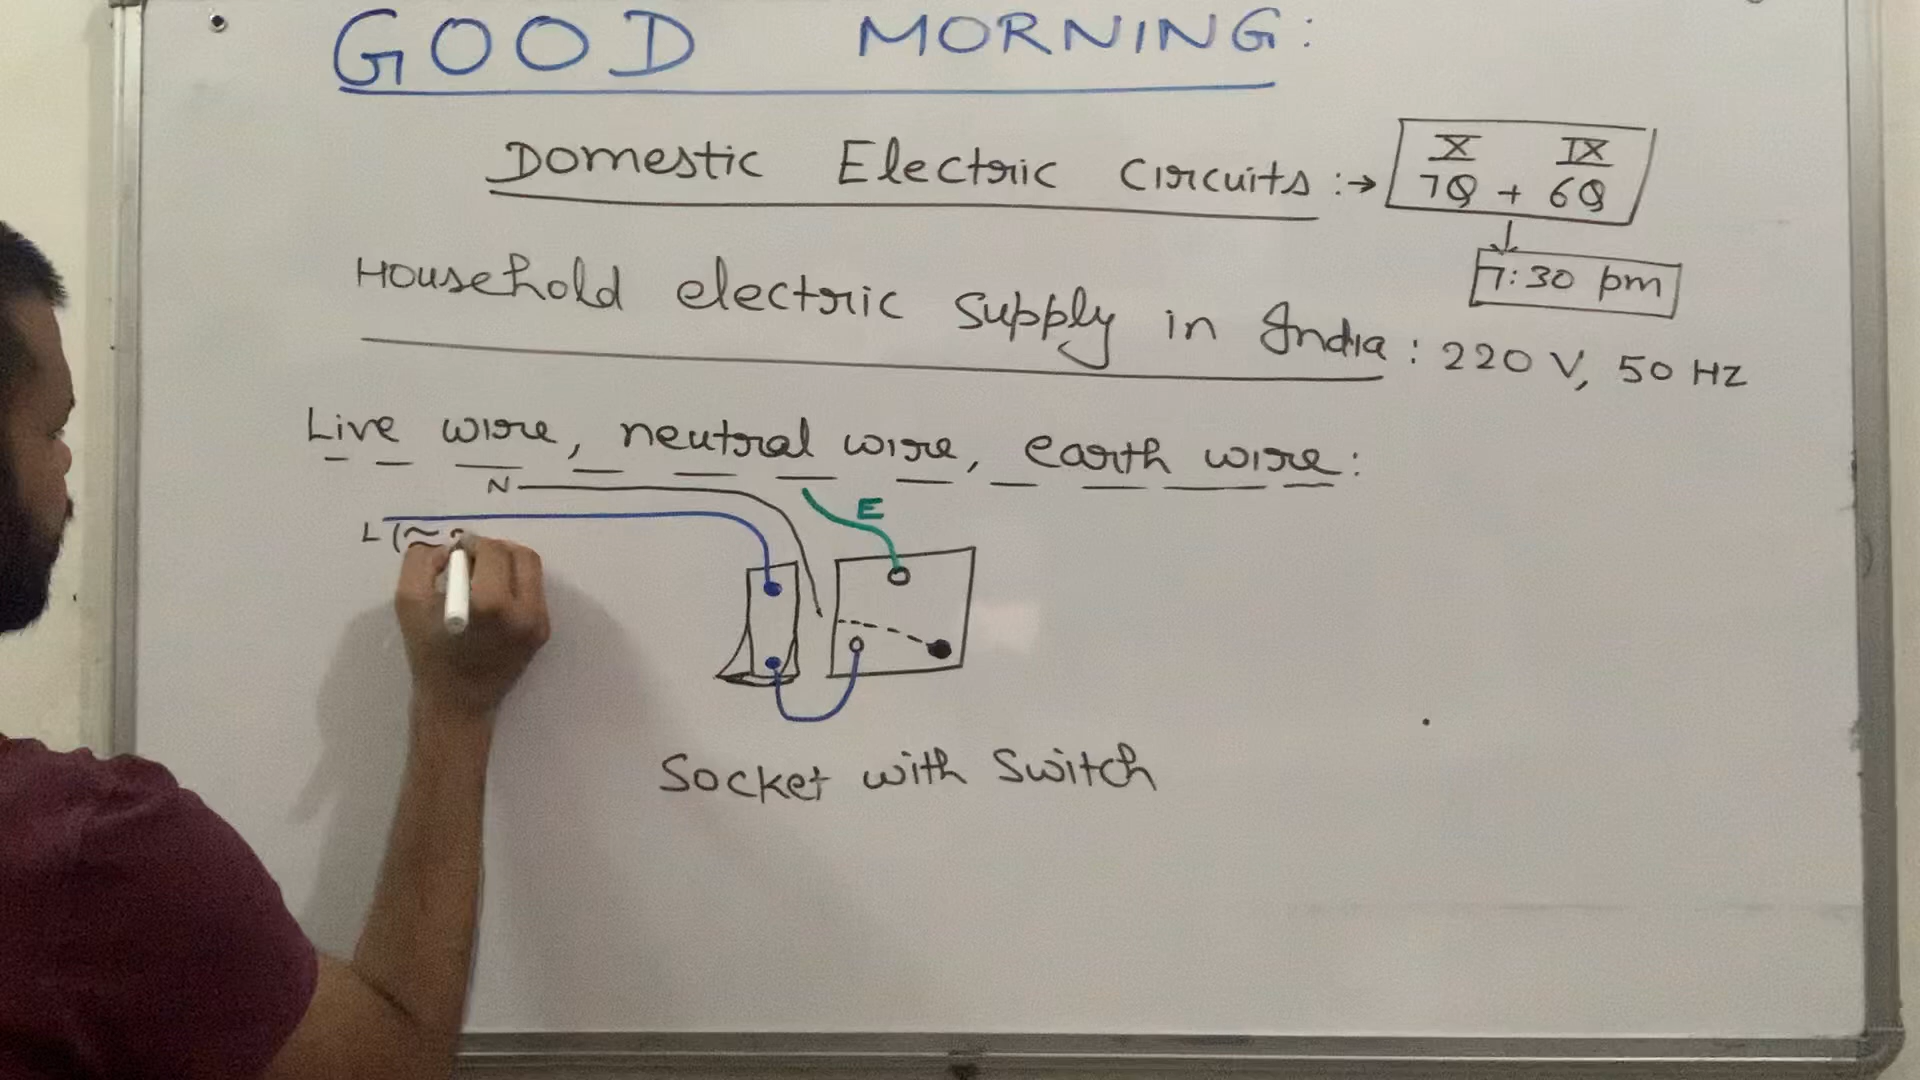 GOOD MORNING:
Domestic Electric Circuits :→
X IX
7Q + 6Q
7:30 pm
Household electric supply in India : 220 V, 50 HZ
Live wire, neutral wire, earth wire:
N
E
L (≈
Socket with Switch